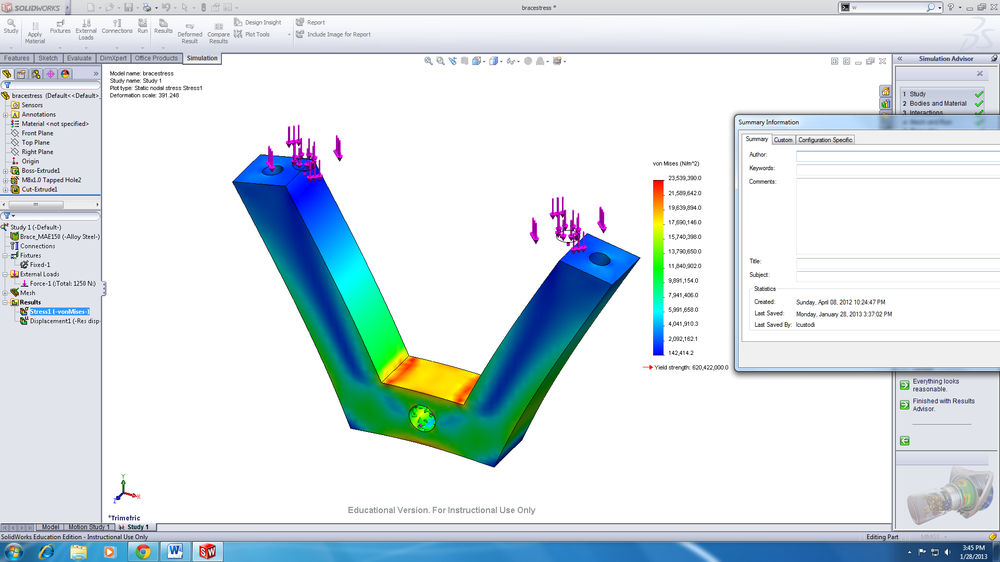 SOLIDWORKS
bracestress *
w
Study
Apply Material
Fixtures
External Loads
Connections
Run
Results
Deformed Result
Compare Results
Design Insight
Plot Tools
Report
Include Image for Report
Features
Sketch
Evaluate
DimXpert
Office Products
Simulation
Simulation Advisor
bracestress (Default<<Default>_
Sensors
Annotations
Material <not specified>
Front Plane
Top Plane
Right Plane
Origin
Boss-Extrude1
M8x1.0 Tapped Hole2
Cut-Extrude1
Study 1 (-Default-)
Brace_MAE150 (-Alloy Steel-)
Connections
Fixtures
Fixed-1
External Loads
Force-1 (:Total: 1250 N:)
Mesh
Results
Stress1 (-vonMises-)
Displacement1 (-Res disp-
Model name: bracestress
Study name: Study 1
Plot type: Static nodal stress Stress1
Deformation scale: 391.248
von Mises (N/m^2)
23,539,390.0
21,589,642.0
19,639,894.0
17,690,146.0
15,740,398.0
13,790,650.0
11,840,902.0
9,891,154.0
7,941,406.0
5,991,658.0
4,041,910.3
2,092,162.1
142,414.2
Yield strength: 620,422,000.0
1 Study
2 Bodies and Material
3 Interactions
Summary Information
Summary
Custom
Configuration Specific
Author:
Keywords:
Comments:
Title:
Subject:
Statistics
Created: Sunday, April 08, 2012 10:24:47 PM
Last Saved: Monday, January 28, 2013 3:37:02 PM
Last Saved By: lcustodi
Everything looks
reasonable.
Finished with Results
Advisor.
Y
X
Z
*Trimetric
Educational Version. For Instructional Use Only
Model
Motion Study 1
Study 1
SolidWorks Education Edition - Instructional Use Only
Editing Part
MMGS
3:45 PM
1/28/2013